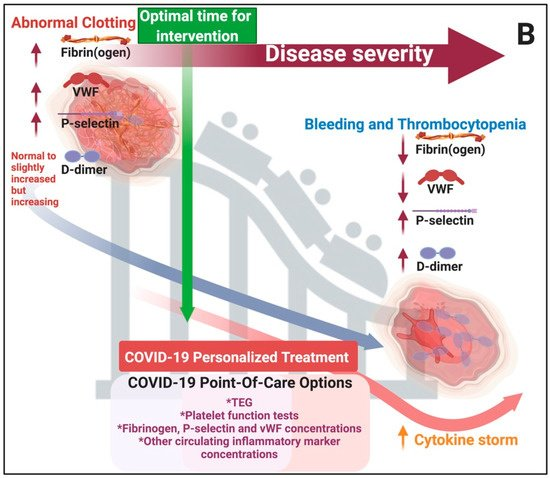 B
Abnormal Clotting
Fibrin(ogen)
VWF
P-selectin
Normal to
slightly
increased
but
increasing
D-dimer
Optimal time for
intervention
Disease severity
Bleeding and Thrombocytopenia
Fibrin(ogen)
VWF
P-selectin
D-dimer
COVID-19 Personalized Treatment
COVID-19 Point-Of-Care Options
*TEG
*Platelet function tests
*Fibrinogen, P-selectin and vWF concentrations
*Other circulating inflammatory marker
concentrations
Cytokine storm